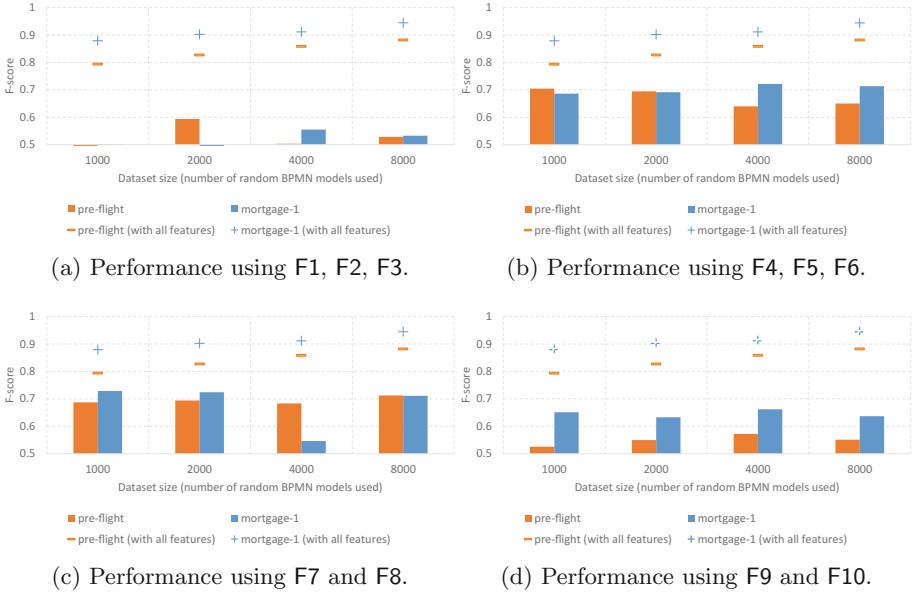 1
0.9
0.8
0.7
0.6
0.5
F-score
1000 2000 4000 8000
Dataset size (number of random BPMN models used)
pre-flight mortgage-1
pre-flight (with all features) mortgage-1 (with all features)
(a) Performance using F1, F2, F3.
1
0.9
0.8
0.7
0.6
0.5
F-score
1000 2000 4000 8000
Dataset size (number of random BPMN models used)
pre-flight mortgage-1
pre-flight (with all features) mortgage-1 (with all features)
(b) Performance using F4, F5, F6.
1
0.9
0.8
0.7
0.6
0.5
F-score
1000 2000 4000 8000
Dataset size (number of random BPMN models used)
pre-flight mortgage-1
pre-flight (with all features) mortgage-1 (with all features)
(c) Performance using F7 and F8.
1
0.9
0.8
0.7
0.6
0.5
F-score
1000 2000 4000 8000
Dataset size (number of random BPMN models used)
pre-flight mortgage-1
pre-flight (with all features) mortgage-1 (with all features)
(d) Performance using F9 and F10.